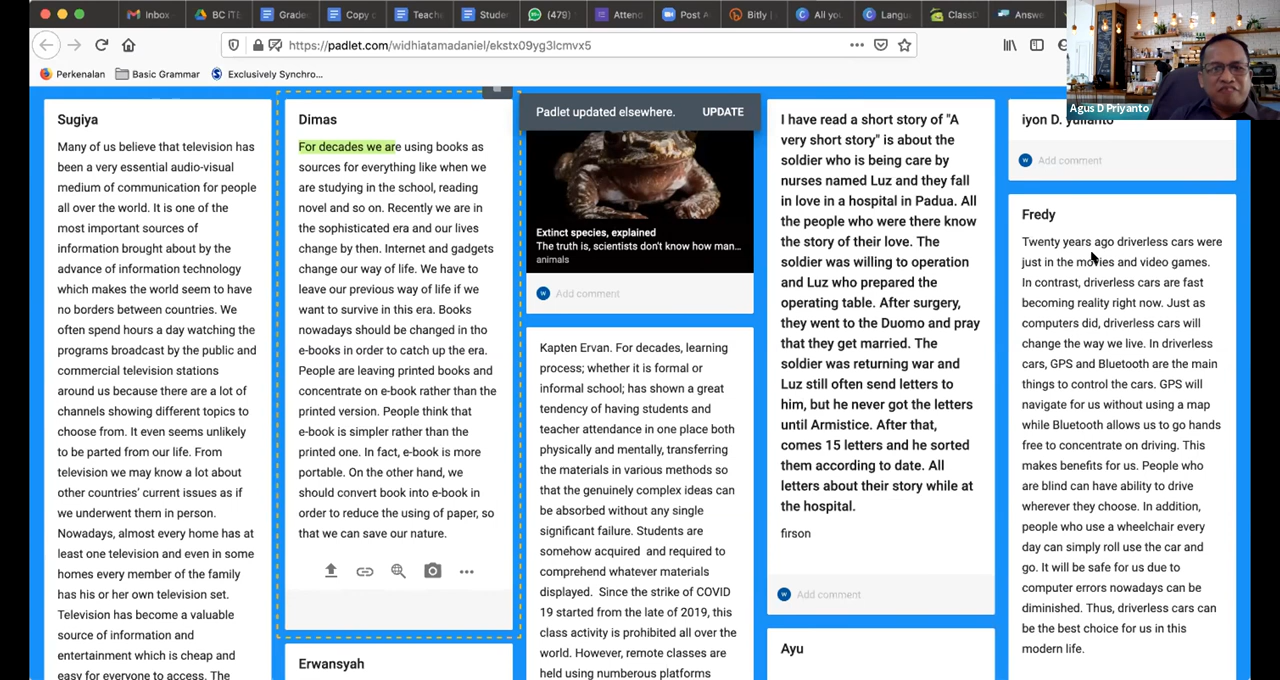 Inbox
BC iTE
Grade
Copy c
Teache
Studer
(479)
Attend
Post A
Bitly | 
All you
Langu
ClassD
Answe
https://padlet.com/widhiatamadaniel/ekstx09yg3lcmvx5
Perkenalan
Basic Grammar
Exclusively Synchro...
Agus D Priyanto
Sugiya
Many of us believe that television has
been a very essential audio-visual
medium of communication for people
all over the world. It is one of the
most important sources of
information brought about by the
advance of information technology
which makes the world seem to have
no borders between countries. We
often spend hours a day watching the
programs broadcast by the public and
commercial television stations
around us because there are a lot of
channels showing different topics to
choose from. It even seems unlikely
to be parted from our life. From
television we may know a lot about
other countries' current issues as if
we underwent them in person.
Nowadays, almost every home has at
least one television and even in some
homes every member of the family
has his or her own television set.
Television has become a valuable
source of information and
entertainment which is cheap and
easy for everyone to access. The
Dimas
For decades we are using books as
sources for everything like when we
are studying in the school, reading
novel and so on. Recently we are in
the sophisticated era and our lives
change by then. Internet and gadgets
change our way of life. We have to
leave our previous way of life if we
want to survive in this era. Books
nowadays should be changed in tho
e-books in order to catch up the era.
People are leaving printed books and
concentrate on e-book rather than the
printed version. People think that
e-book is simpler rather than the
printed one. In fact, e-book is more
portable. On the other hand, we
should convert book into e-book in
order to reduce the using of paper, so
that we can save our nature.
Erwansyah
Padlet updated elsewhere. UPDATE
Extinct species, explained
The truth is, scientists don't know how man...
animals
Add comment
Kapten Ervan. For decades, learning
process; whether it is formal or
informal school; has shown a great
tendency of having students and
teacher attendance in one place both
physically and mentally, transferring
the materials in various methods so
that the genuinely complex ideas can
be absorbed without any single
significant failure. Students are
somehow acquired and required to
comprehend whatever materials
displayed. Since the strike of COVID
19 started from the late of 2019, this
class activity is prohibited all over the
world. However, remote classes are
held using numerous platforms
I have read a short story of "A
very short story" is about the
soldier who is being care by
nurses named Luz and they fall
in love in a hospital in Padua. All
the people who were there know
the story of their love. The
soldier was willing to operation
and Luz who prepared the
operating table. After surgery,
they went to the Duomo and pray
that they get married. The
soldier was returning war and
Luz still often send letters to
him, but he never got the letters
until Armistice. After that,
comes 15 letters and he sorted
them according to date. All
letters about their story while at
the hospital.
firson
Add comment
Ayu
iyon D. yulianto
Add comment
Fredy
Twenty years ago driverless cars were
just in the movies and video games.
In contrast, driverless cars are fast
becoming reality right now. Just as
computers did, driverless cars will
change the way we live. In driverless
cars, GPS and Bluetooth are the main
things to control the cars. GPS will
navigate for us without using a map
while Bluetooth allows us to go hands
free to concentrate on driving. This
makes benefits for us. People who
are blind can have ability to drive
wherever they choose. In addition,
people who use a wheelchair every
day can simply roll use the car and
go. It will be safe for us due to
computer errors nowadays can be
diminished. Thus, driverless cars can
be the best choice for us in this
modern life.